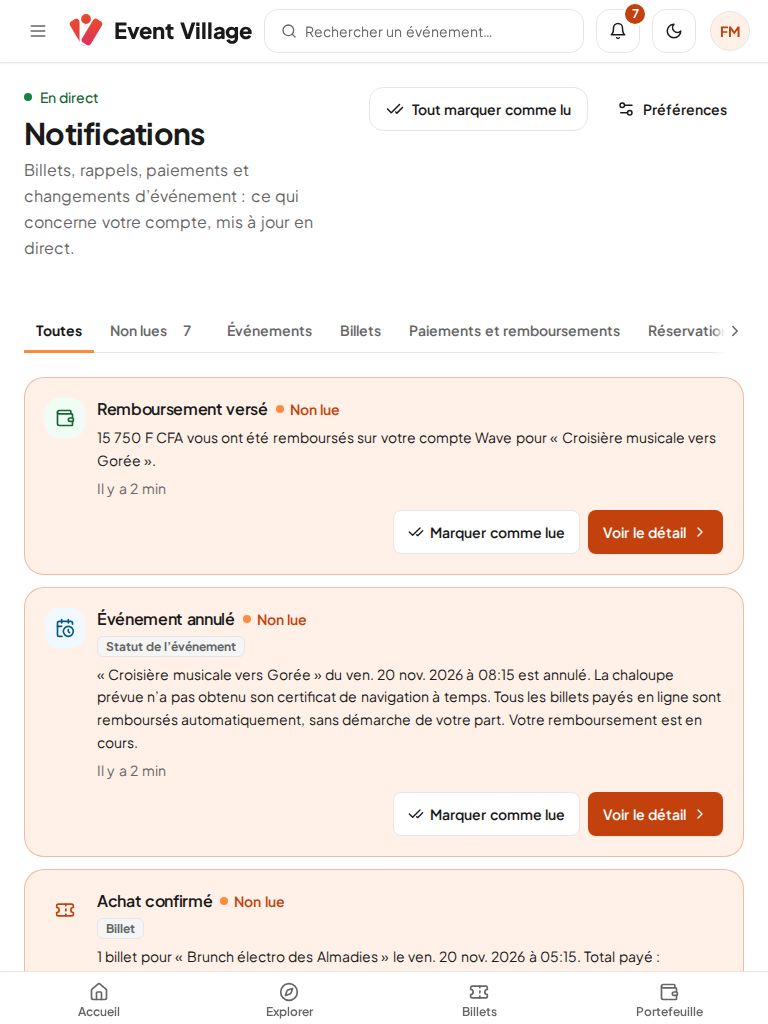 Event Village
Rechercher un événement…
7
FM
En direct
Tout marquer comme lu
Préférences
Notifications
Billets, rappels, paiements et
changements d’événement : ce qui
concerne votre compte, mis à jour en
direct.
Toutes
Non lues 7
Événements
Billets
Paiements et remboursements
Remboursement versé
Non lue
15 750 F CFA vous ont été remboursés sur votre compte Wave pour « Croisière musicale vers
Gorée ».
Il y a 2 min
Marquer comme lue
Voir le détail
Événement annulé
Non lue
Statut de l’événement
« Croisière musicale vers Gorée » du ven. 20 nov. 2026 à 08:15 est annulé. La chaloupe
prévue n’a pas obtenu son certificat de navigation à temps. Tous les billets payés en ligne sont
remboursés automatiquement, sans démarche de votre part. Votre remboursement est en
cours.
Il y a 2 min
Marquer comme lue
Voir le détail
Achat confirmé
Non lue
Billet
1 billet pour « Brunch électro des Almadies » le ven. 20 nov. 2026 à 05:15. Total payé :
Accueil
Explorer
Billets
Portefeuille